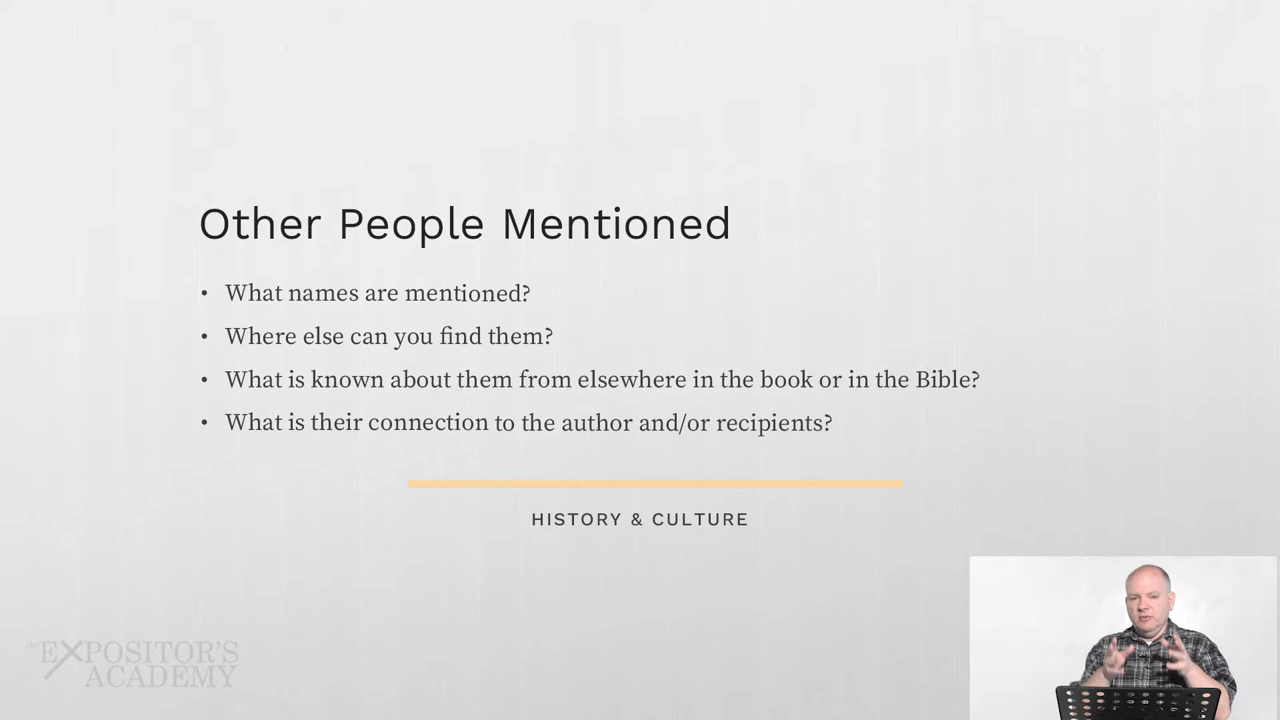 Other People Mentioned
• What names are mentioned?
• Where else can you find them?
• What is known about them from elsewhere in the book or in the Bible?
• What is their connection to the author and/or recipients?
HISTORY & CULTURE
the EXPOSITOR'S
ACADEMY